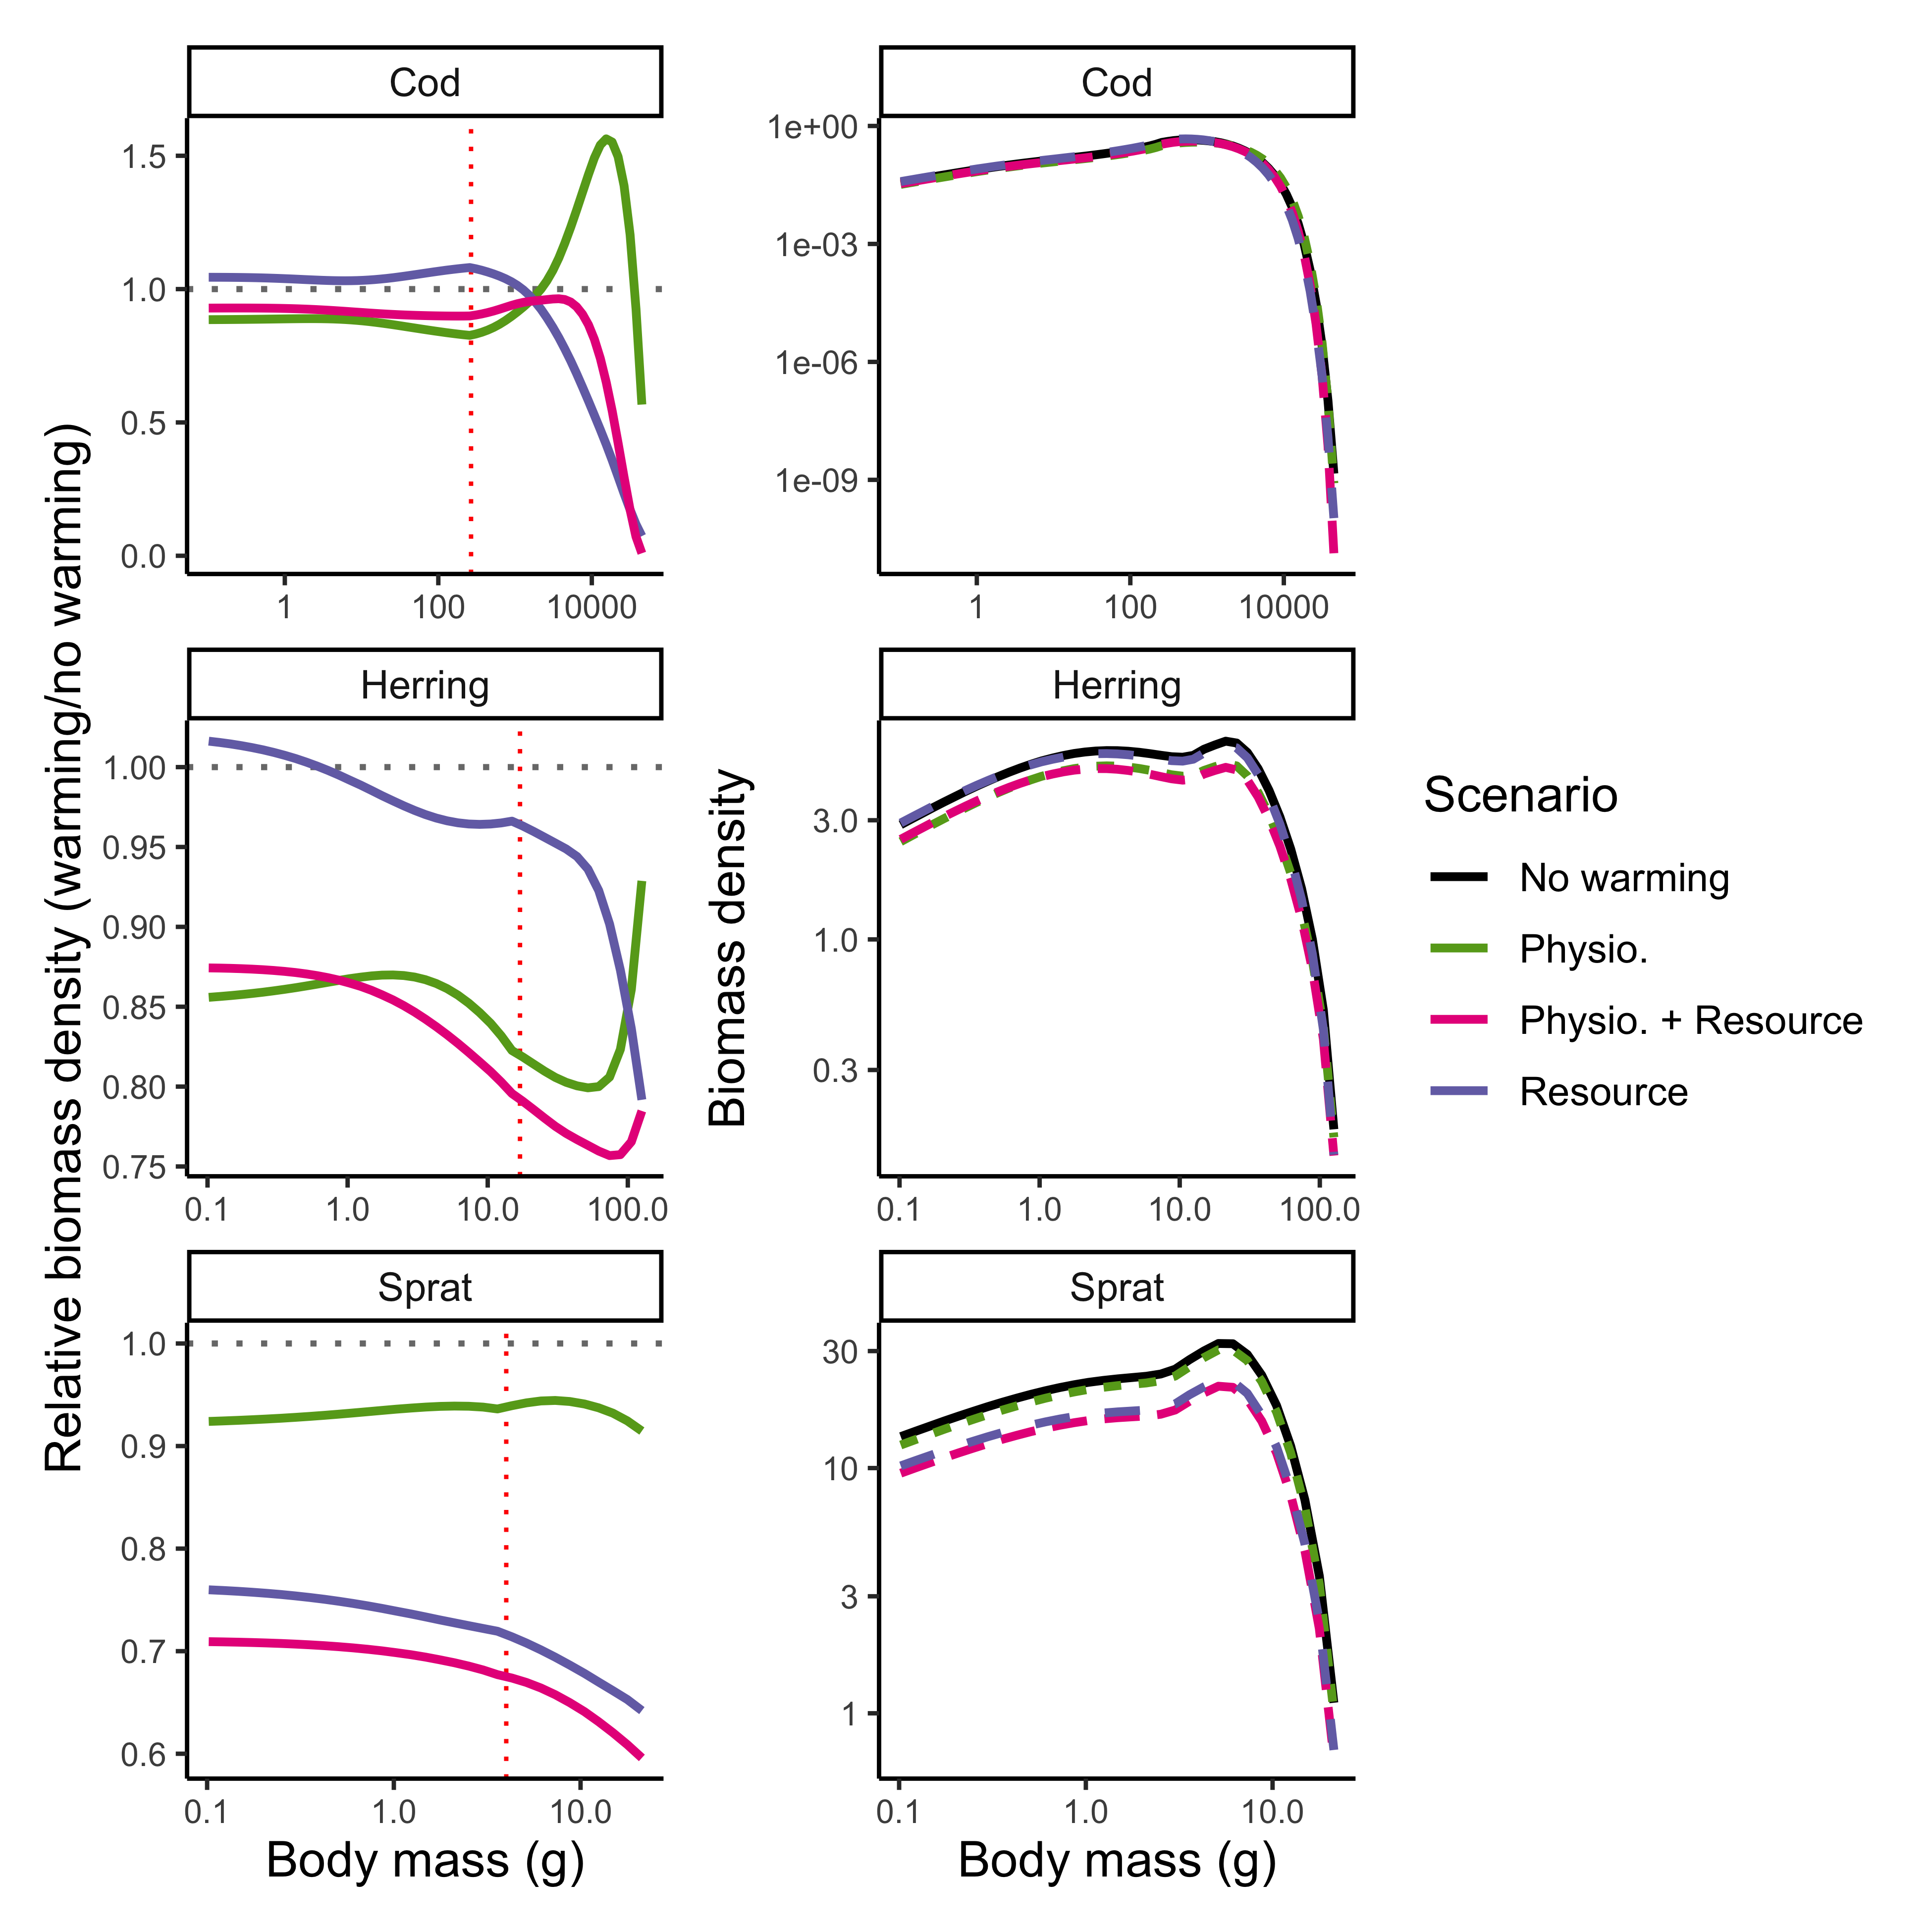 Relative biomass density (warming/no warming)
Cod
1.5
1.0
0.5
0.0
1 100 10000
Herring
1.00
0.95
0.90
0.85
0.80
0.75
0.1 1.0 10.0 100.0
Sprat
1.0
0.9
0.8
0.7
0.6
0.1 1.0 10.0
Body mass (g)
Biomass density
Cod
1e+00
1e-03
1e-06
1e-09
1 100 10000
Herring
3.0
1.0
0.3
0.1 1.0 10.0 100.0
Sprat
30
10
3
1
0.1 1.0 10.0
Body mass (g)
Scenario
No warming
Physio.
Physio. + Resource
Resource